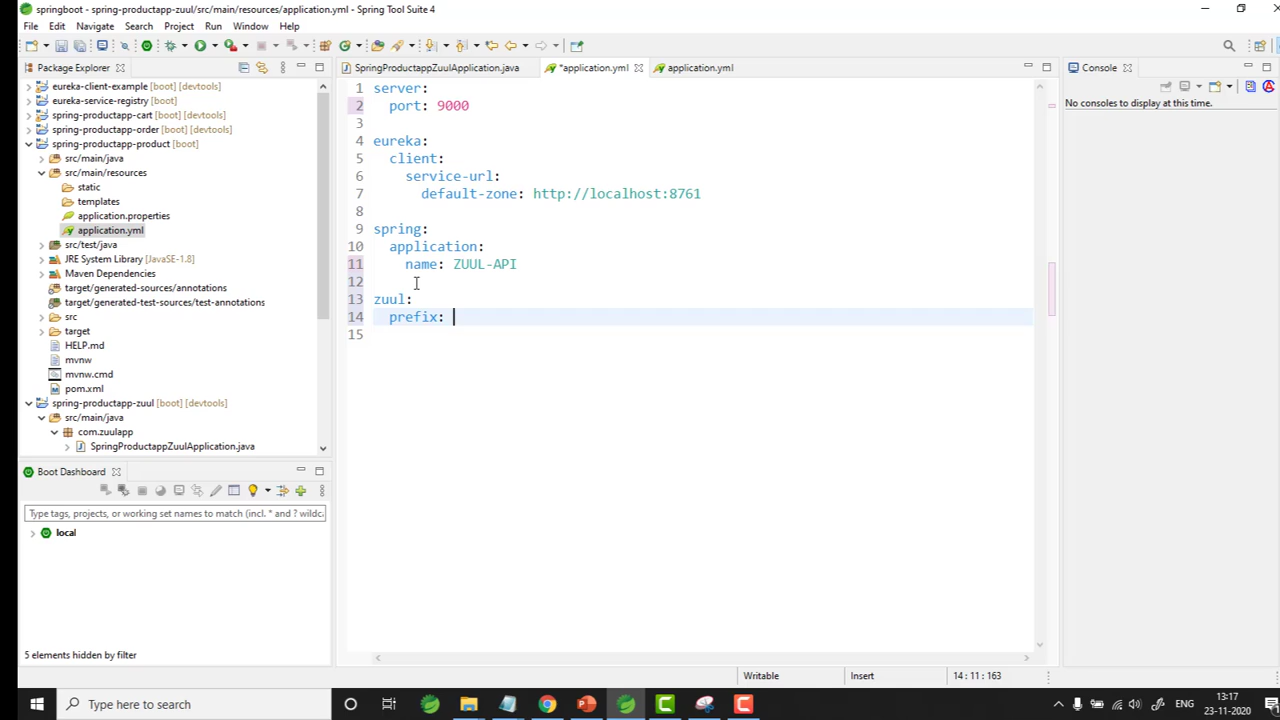 springboot - spring-productapp-zuul/src/main/resources/application.yml - Spring Tool Suite 4
File Edit Navigate Search Project Run Window Help
Package Explorer
eureka-client-example [boot] [devtools]
eureka-service-registry [boot]
spring-productapp-cart [boot] [devtools]
spring-productapp-order [boot] [devtools]
spring-productapp-product [boot]
src/main/java
src/main/resources
static
templates
application.properties
application.yml
src/test/java
JRE System Library [JavaSE-1.8]
Maven Dependencies
target/generated-sources/annotations
target/generated-test-sources/test-annotations
src
target
HELP.md
mvnw
mvnw.cmd
pom.xml
spring-productapp-zuul [boot] [devtools]
src/main/java
com.zuulapp
SpringProductappZuulApplication.java
Boot Dashboard
Type tags, projects, or working set names to match (incl. * and ? wildc
local
5 elements hidden by filter
SpringProductappZuulApplication.java *application.yml application.yml
1 server:
2 port: 9000
3
4 eureka:
5 client:
6 service-url:
7 default-zone: http://localhost:8761
8
9 spring:
10 application:
11 name: ZUUL-API
12
13 zuul:
14 prefix:
15
Console
No consoles to display at this time.
Writable Insert 14 : 11 : 163
Type here to search
ENG
13:17
23-11-2020